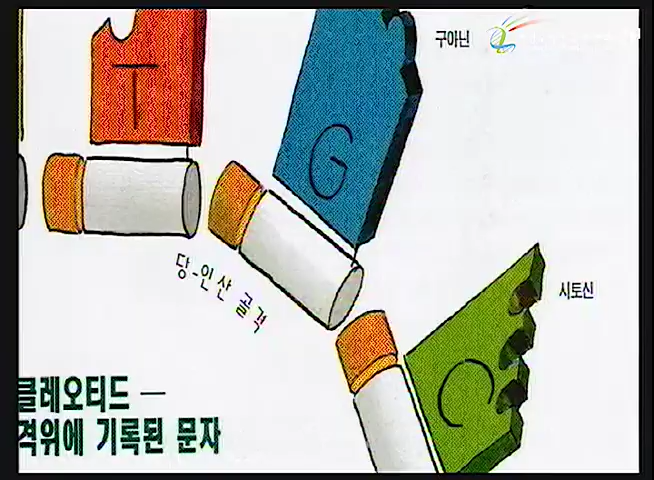 T
G
구아닌
당-인산 골격
시토신
C
클레오티드 —
격위에 기록된 문자